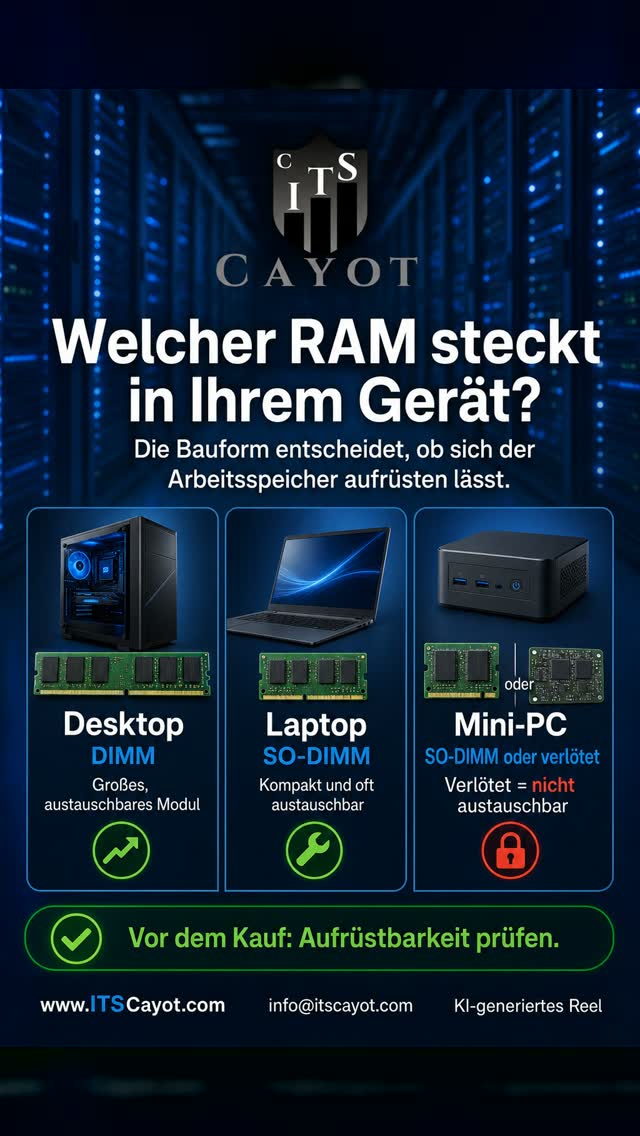 C ITS
CAYOT
Welcher RAM steckt
in Ihrem Gerät?
Die Bauform entscheidet, ob sich der
Arbeitsspeicher aufrüsten lässt.
Desktop
DIMM
Großes,
austauschbares Modul
Laptop
SO-DIMM
Kompakt und oft
austauschbar
oder
Mini-PC
SO-DIMM oder verlötet
Verlötet = nicht
austauschbar
Vor dem Kauf: Aufrüstbarkeit prüfen.
www.ITSCayot.com
info@itscayot.com
KI-generiertes Reel